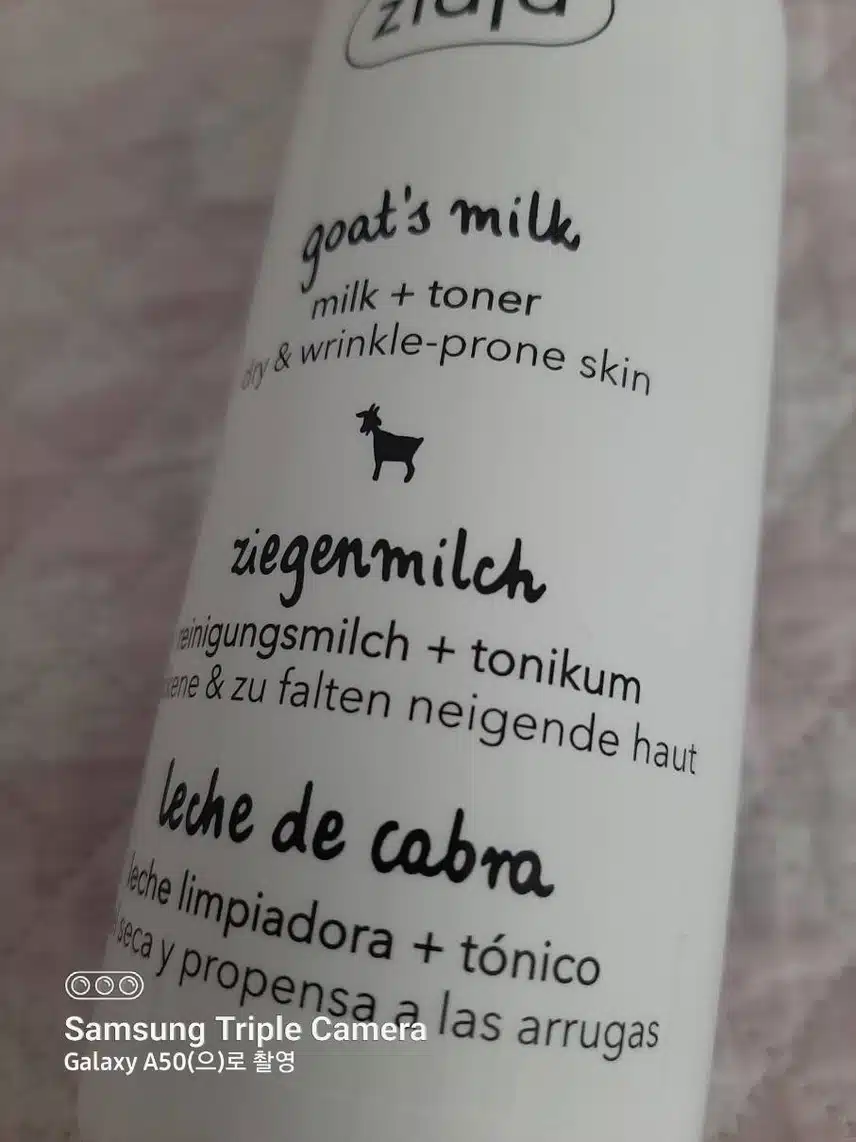 ziaja
goat's milk
milk + toner
dry & wrinkle-prone skin
ziegenmilch
reinigungsmilch + tonikum
& zu falten neigende haut
leche de cabra
leche limpiadora + tónico
seca y propensa a las arrugas
Samsung Triple Camera
Galaxy A50(으)로 촬영